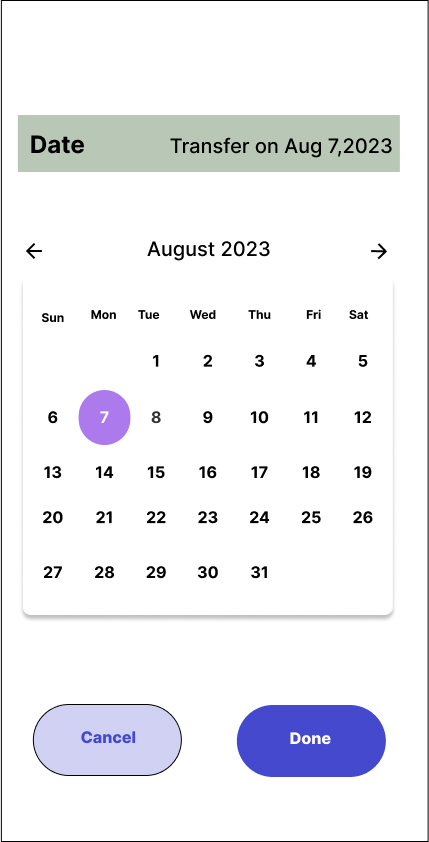 Date Transfer on Aug 7,2023
August 2023
Sun Mon Tue Wed Thu Fri Sat
1 2 3 4 5
6 7 8 9 10 11 12
13 14 15 16 17 18 19
20 21 22 23 24 25 26
27 28 29 30 31
Cancel Done